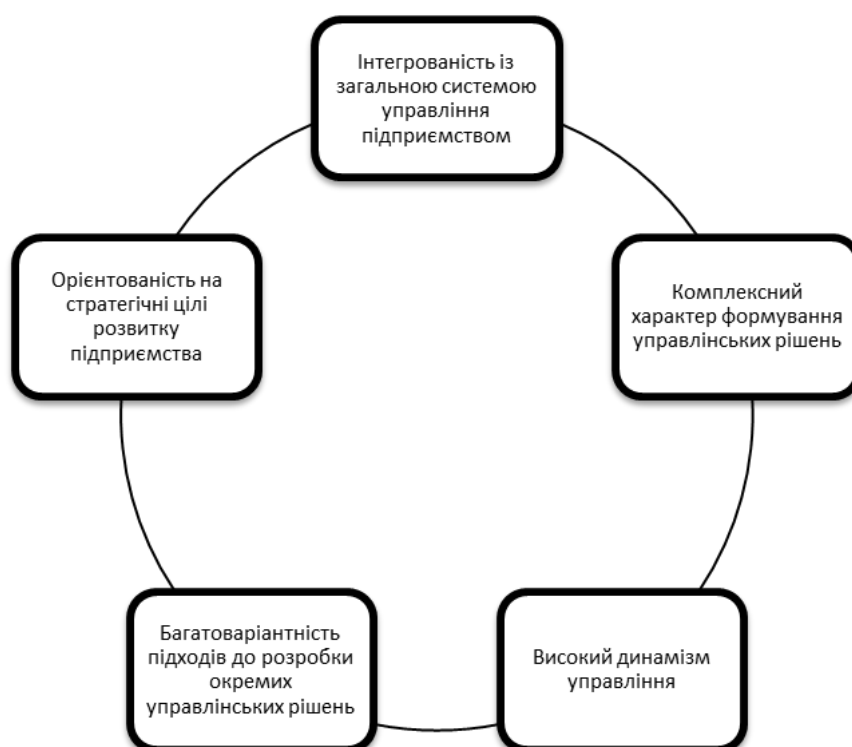 Інтегрованість із
загальною системою
управління
підприємством
Комплексний
характер формування
управлінських рішень
Високий динамізм
управління
Багатоваріантність
підходів до розробки
окремих
управлінських рішень
Орієнтованість на
стратегічні цілі
розвитку
підприємства